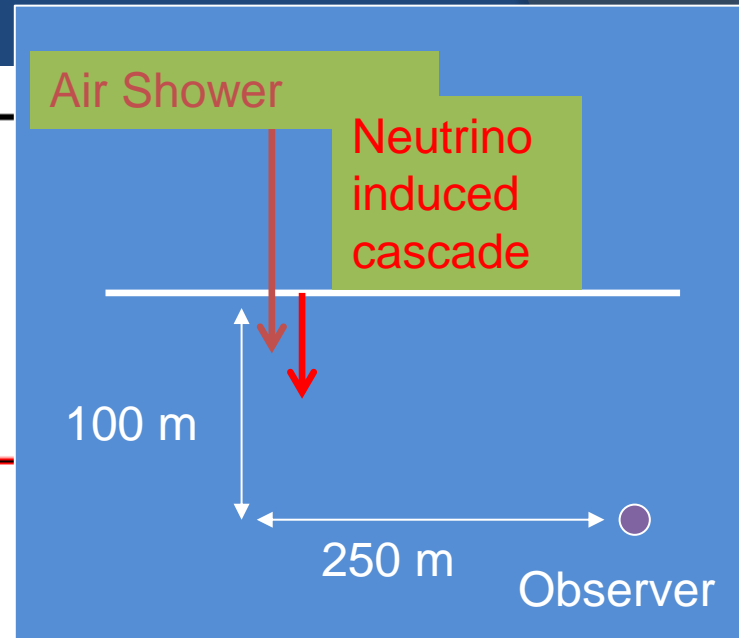 Air Shower
Neutrino
induced
cascade
100 m
250 m
Observer